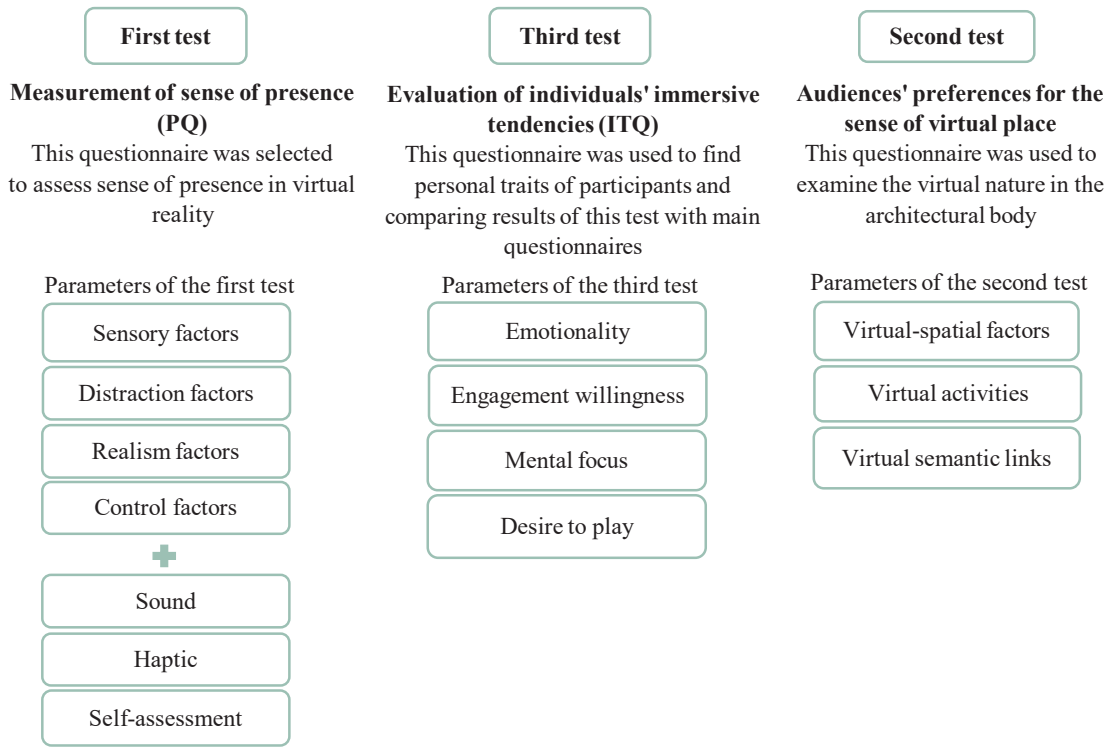 First test
Measurement of sense of presence
(PQ)
This questionnaire was selected
to assess sense of presence in virtual
reality
Parameters of the first test
Sensory factors
Distraction factors
Realism factors
Control factors
Sound
Haptic
Self-assessment
Third test
Evaluation of individuals' immersive
tendencies (ITQ)
This questionnaire was used to find
personal traits of participants and
comparing results of this test with main
questionnaires
Parameters of the third test
Emotionality
Engagement willingness
Mental focus
Desire to play
Second test
Audiences' preferences for the
sense of virtual place
This questionnaire was used to
examine the virtual nature in the
architectural body
Parameters of the second test
Virtual-spatial factors
Virtual activities
Virtual semantic links